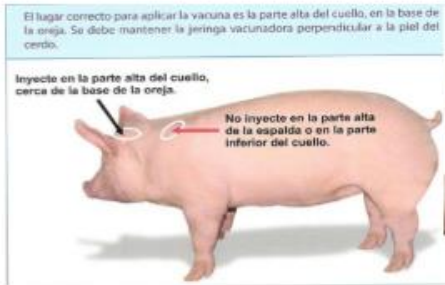 El lugar correcto para aplicar la vacuna es la parte alta del cuello, en la base de
la oreja. Se debe mantener la jeringa vacunadora perpendicular a la piel del
cerdo.
Inyecte en la parte alta del cuello,
cerca de la base de la oreja.
No inyecte en la parte alta
de la espalda o en la parte
inferior del cuello.